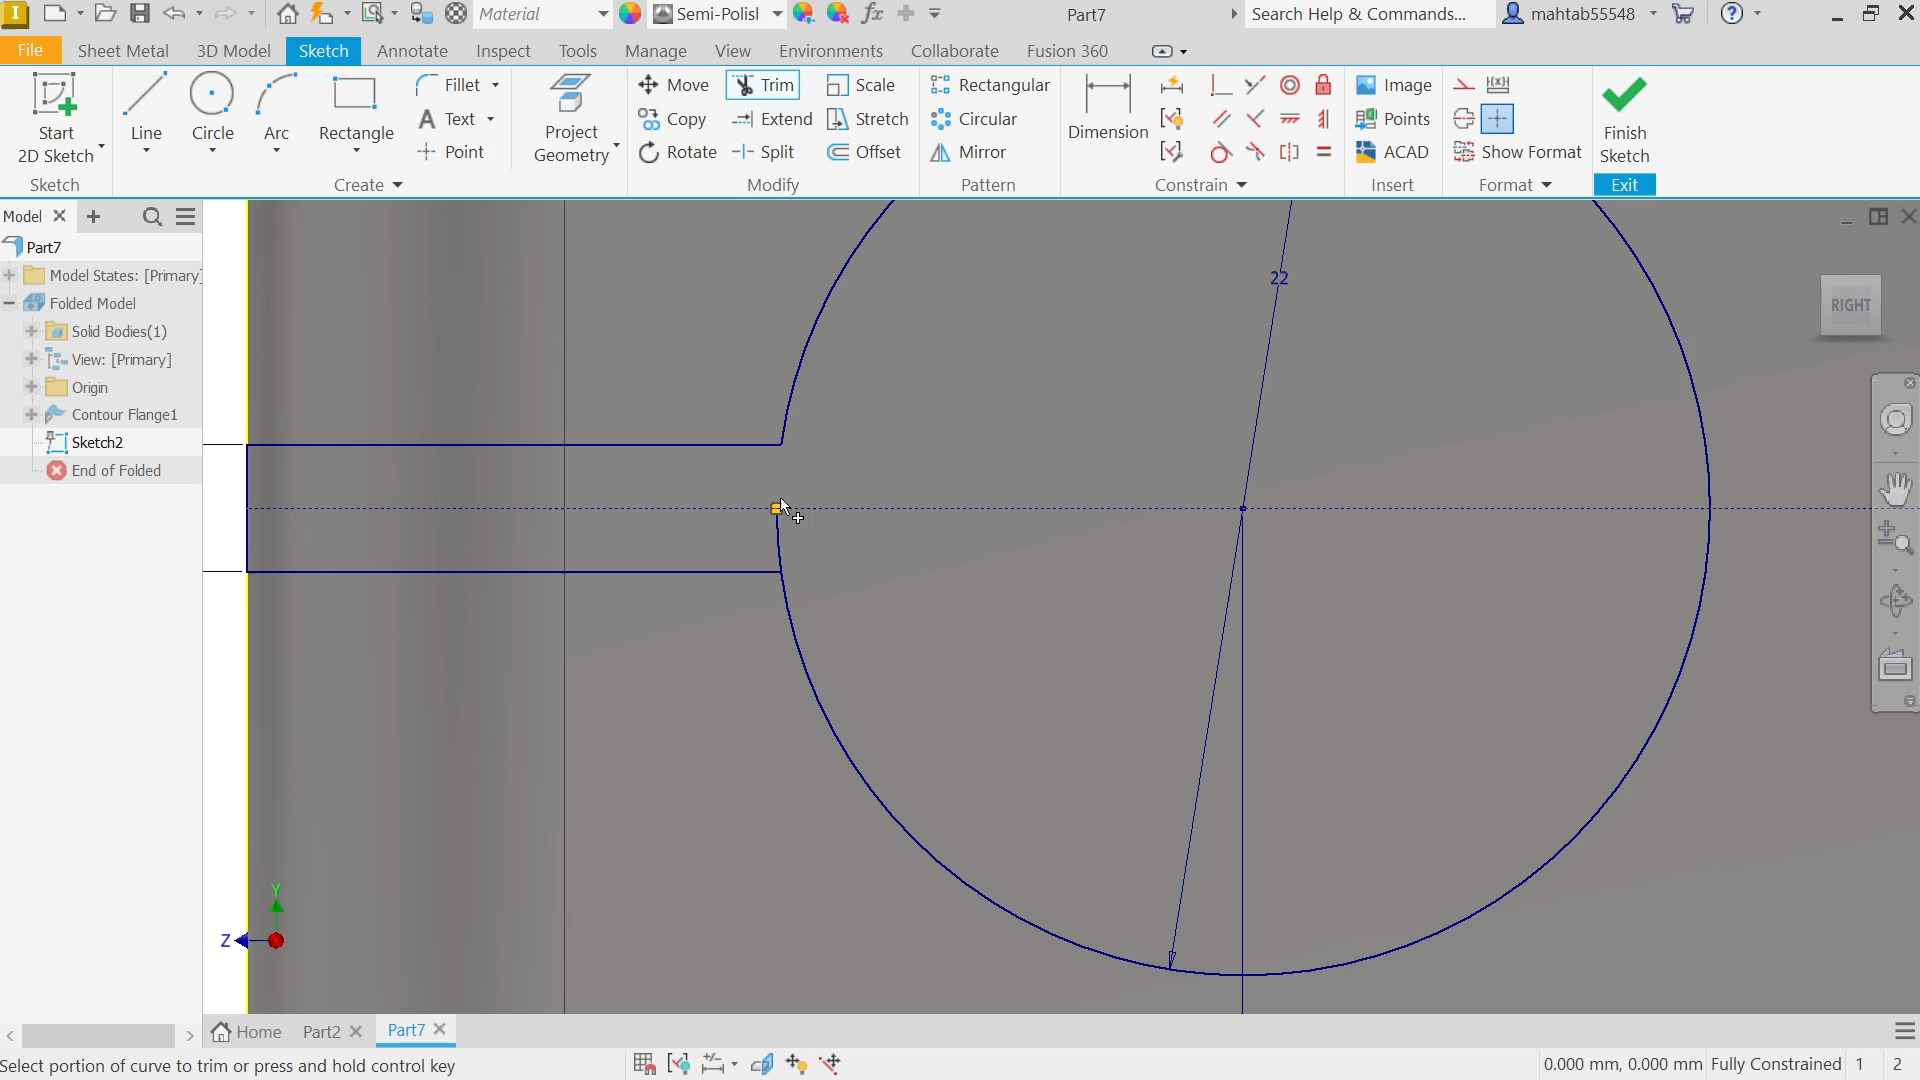 Material
Semi-Polisl
fx
Part7
Search Help & Commands...
mahtab55548
File
Sheet Metal
3D Model
Sketch
Annotate
Inspect
Tools
Manage
View
Environments
Collaborate
Fusion 360
Start
2D Sketch
Line
Circle
Arc
Rectangle
Fillet
Text
Point
Project
Geometry
Move
Copy
Rotate
Trim
Extend
Split
Scale
Stretch
Offset
Rectangular
Circular
Mirror
Dimension
Image
Points
ACAD
Show Format
Finish
Sketch
Sketch
Create
Modify
Pattern
Constrain
Insert
Format
Exit
Model
Part7
Model States: [Primary]
Folded Model
Solid Bodies(1)
View: [Primary]
Origin
Contour Flange1
Sketch2
End of Folded
22
RIGHT
Y
Z
X
Home
Part2
Part7
Select portion of curve to trim or press and hold control key
0.000 mm, 0.000 mm
Fully Constrained
1
2